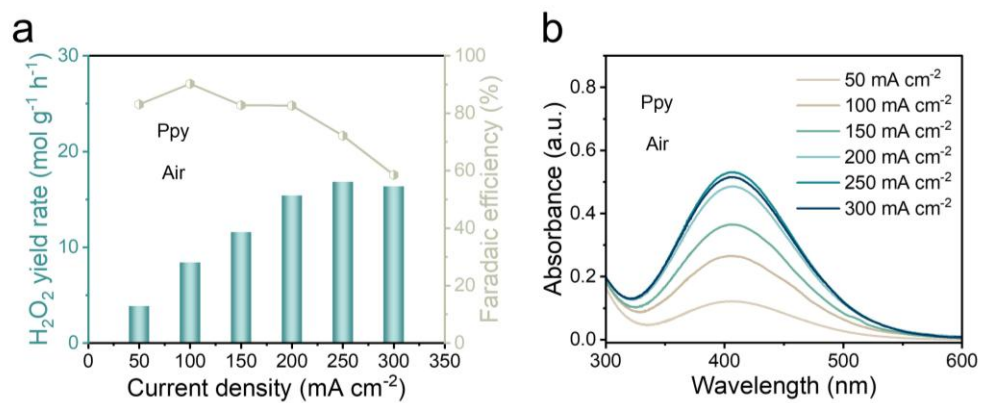 a
30
20
10
0
H₂O₂ yield rate (mol g⁻¹ h⁻¹)
Ppy
Air
100
80
60
40
20
0
Faradaic efficiency (%)
0 50 100 150 200 250 300 350
Current density (mA cm⁻²)
b
0.8
0.6
0.4
0.2
0.0
Absorbance (a.u.)
Ppy
Air
50 mA cm⁻²
100 mA cm⁻²
150 mA cm⁻²
200 mA cm⁻²
250 mA cm⁻²
300 mA cm⁻²
300 400 500 600
Wavelength (nm)